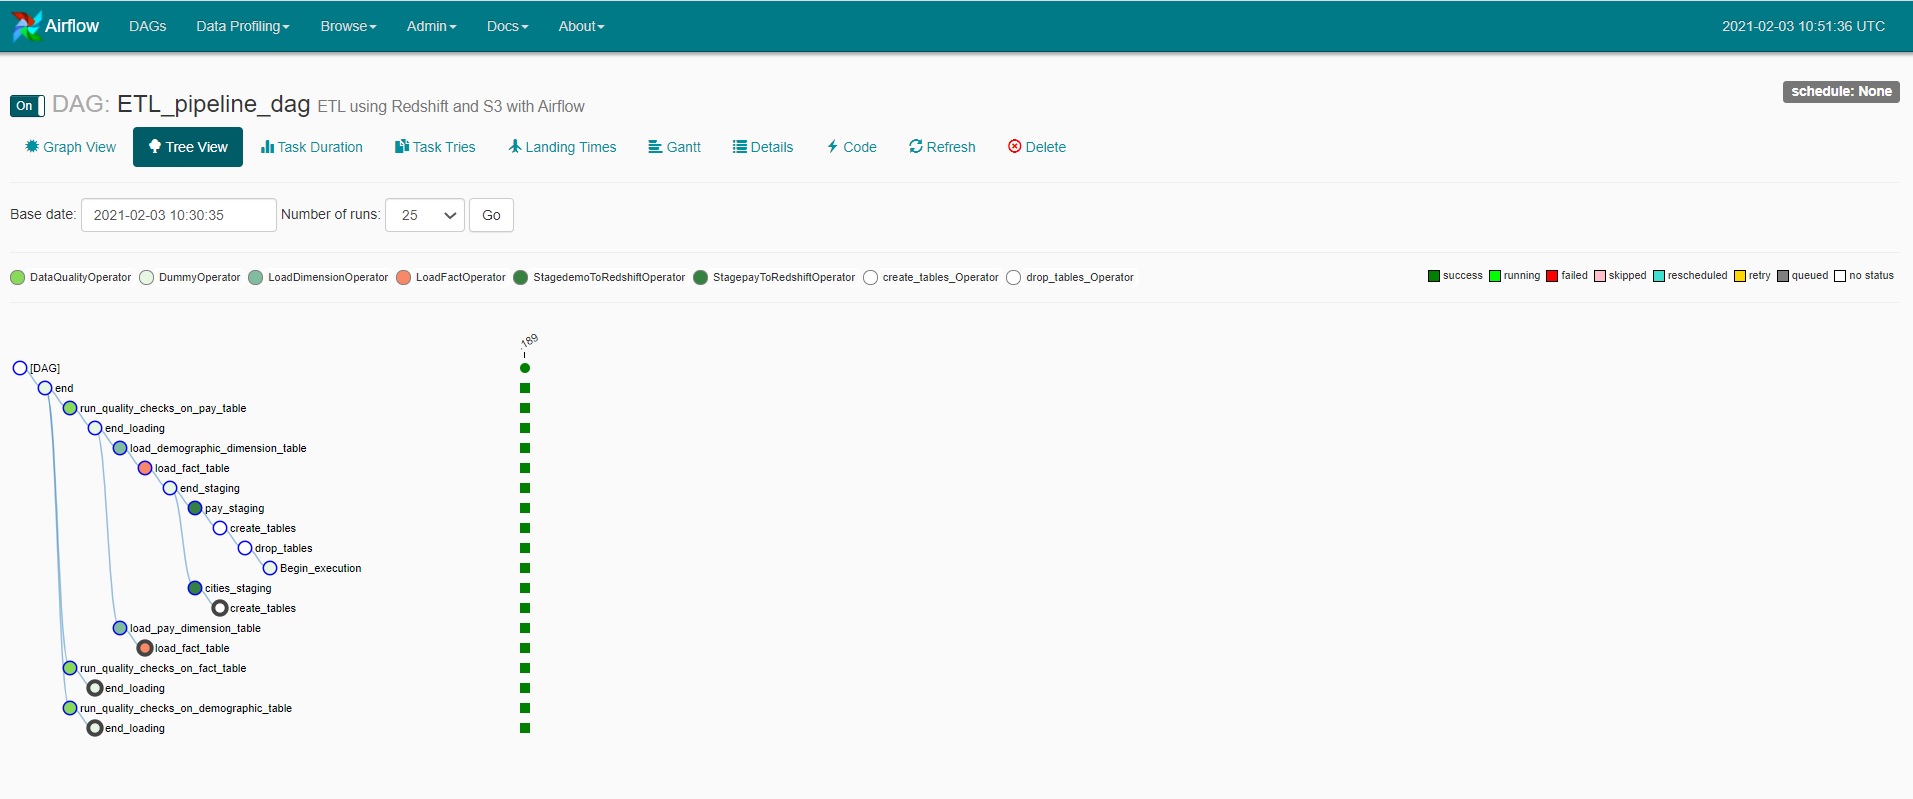 Airflow DAGs Data Profiling Browse Admin Docs About 2021-02-03 10:51:36 UTC
On DAG: ETL_pipeline_dag ETL using Redshift and S3 with Airflow schedule: None
Graph View Tree View Task Duration Task Tries Landing Times Gantt Details Code Refresh Delete
Base date: 2021-02-03 10:30:35 Number of runs: 25 Go
DataQualityOperator DummyOperator LoadDimensionOperator LoadFactOperator StagedemoToRedshiftOperator StagepayToRedshiftOperator create_tables_Operator drop_tables_Operator success running failed skipped rescheduled retry queued no status
.189
[DAG]
end
run_quality_checks_on_pay_table
end_loading
load_demographic_dimension_table
load_fact_table
end_staging
pay_staging
create_tables
drop_tables
Begin_execution
cities_staging
create_tables
load_pay_dimension_table
load_fact_table
run_quality_checks_on_fact_table
end_loading
run_quality_checks_on_demographic_table
end_loading